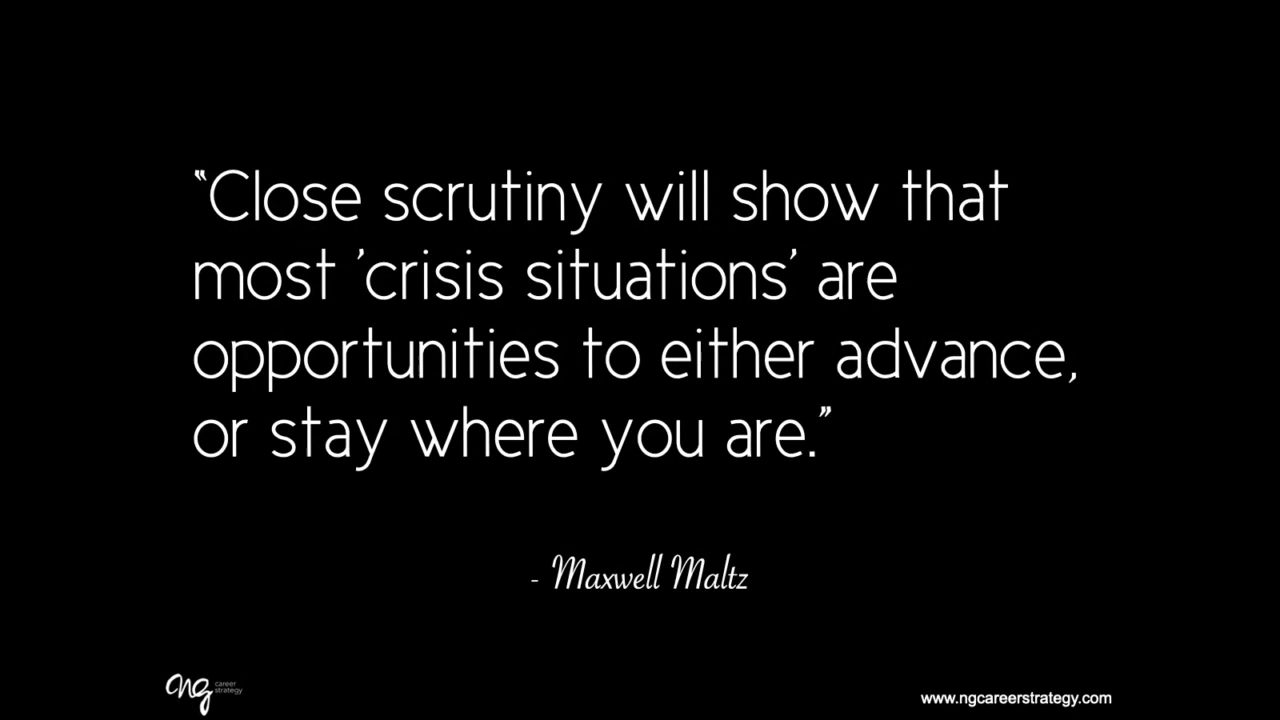 “Close scrutiny will show that
most ’crisis situations’ are
opportunities to either advance,
or stay where you are.”
- Maxwell Maltz
ng career
strategy
www.ngcareerstrategy.com